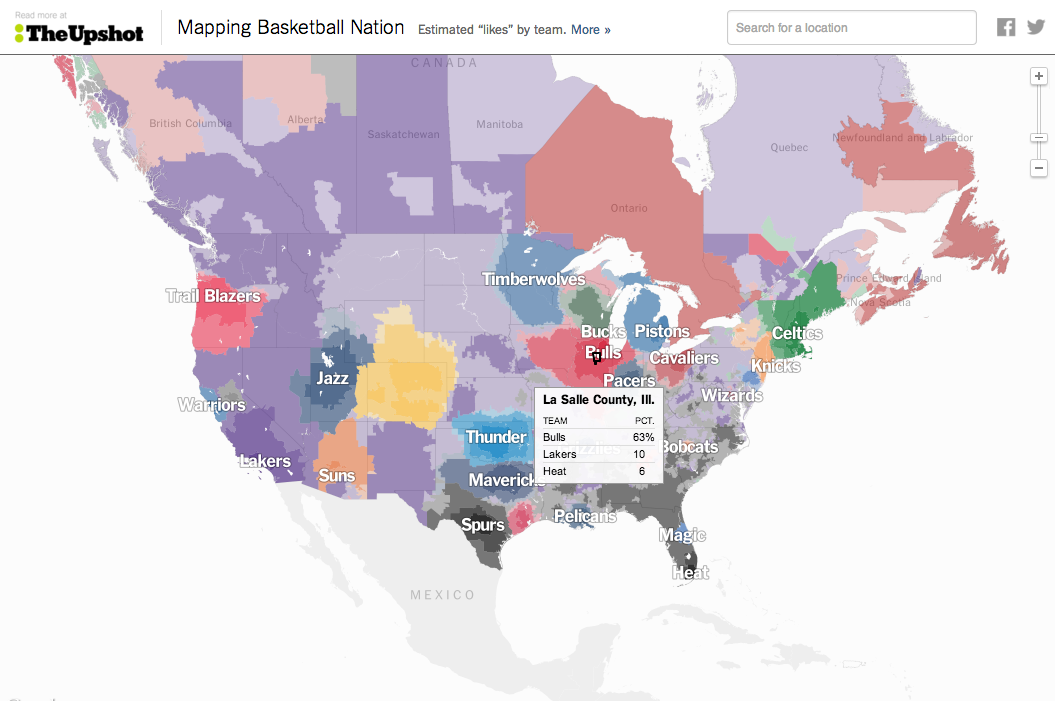 Read more at
TheUpshot
Mapping Basketball Nation
Estimated “likes” by team. More »
Search for a location
CANADA
British Columbia
Alberta
Saskatchewan
Manitoba
Ontario
Quebec
Newfoundland and Labrador
Prince Edward Island
Nova Scotia
Trail Blazers
Timberwolves
Bucks
Pistons
Celtics
Bulls
Cavaliers
Knicks
Jazz
Pacers
Wizards
Warriors
La Salle County, Ill.
TEAM PCT.
Bulls 63%
Lakers 10
Heat 6
Thunder
Bobcats
Lakers
Suns
Mavericks
Spurs
Pelicans
Magic
Heat
MEXICO